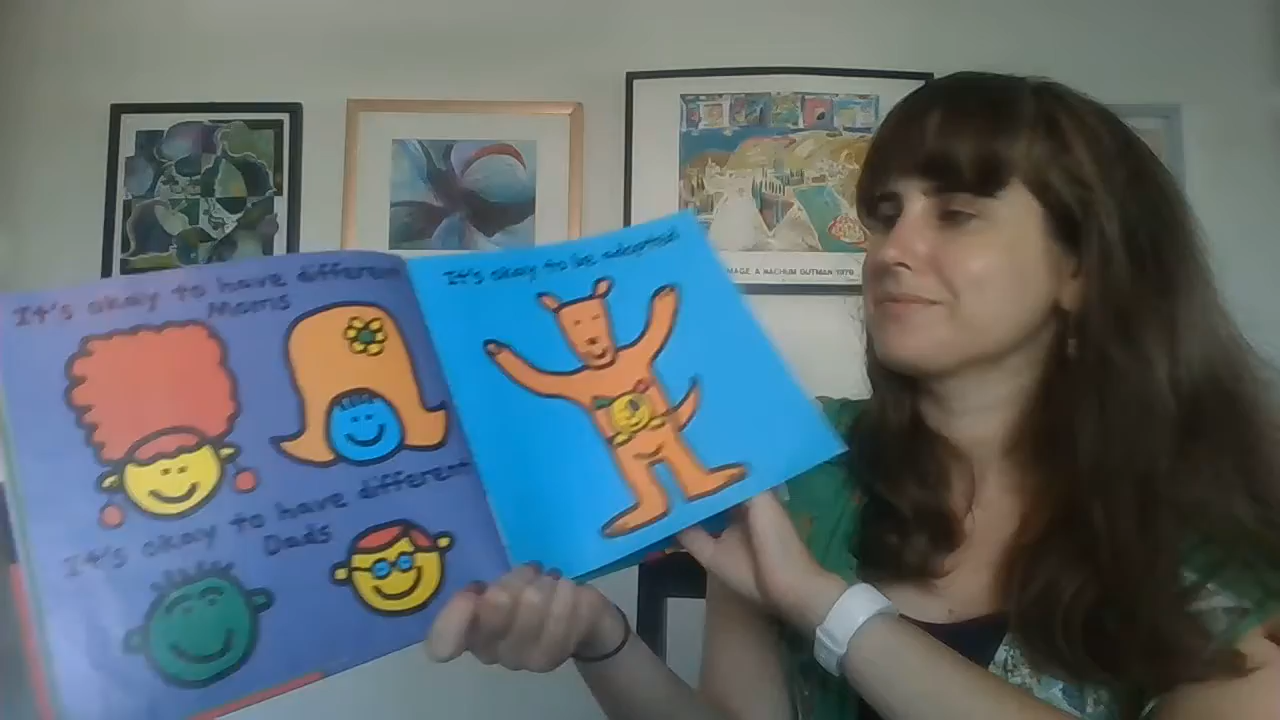 It's okay to have different
Moms
It's okay to have different
Dads
It's okay to be adopted
MAGE A NACHUM GUTMAN 1979